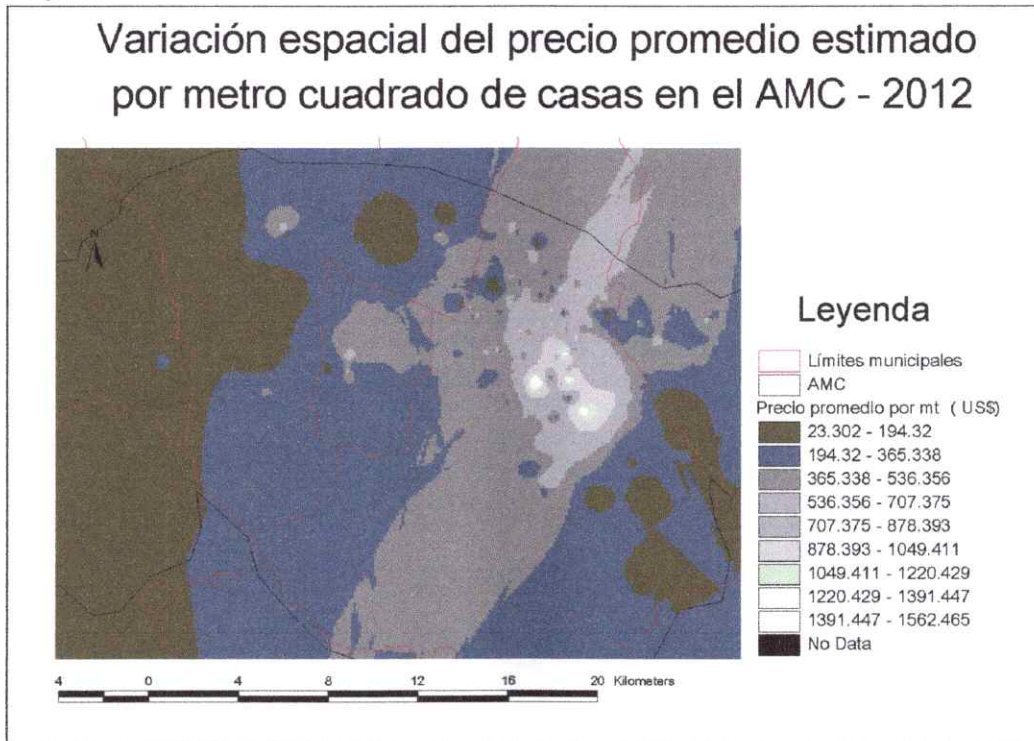 Variación espacial del precio promedio estimado
por metro cuadrado de casas en el AMC - 2012
N
Leyenda
Límites municipales
AMC
Precio promedio por mt ( US$)
23.302 - 194.32
194.32 - 365.338
365.338 - 536.356
536.356 - 707.375
707.375 - 878.393
878.393 - 1049.411
1049.411 - 1220.429
1220.429 - 1391.447
1391.447 - 1562.465
No Data
4 0 4 8 12 16 20 Kilometers